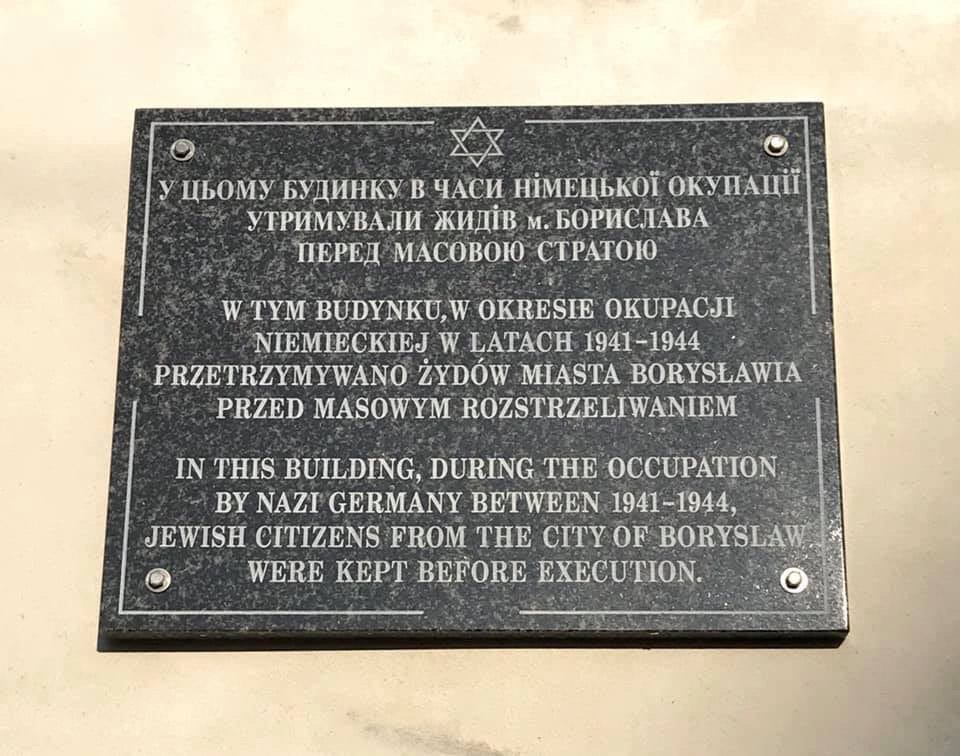 У ЦЬОМУ БУДИНКУ В ЧАСИ НІМЕЦЬКОЇ ОКУПАЦІЇ
УТРИМУВАЛИ ЖИДІВ м. БОРИСЛАВА
ПЕРЕД МАСОВОЮ СТРАТОЮ
W TYM BUDYNKU, W OKRESIE OKUPACJI
NIEMIECKIEJ W LATACH 1941-1944
PRZETRZYMYWANO ŻYDÓW MIASTA BORYSŁAWIA
PRZED MASOWYM ROZSTRZELIWANIEM
IN THIS BUILDING, DURING THE OCCUPATION
BY NAZI GERMANY BETWEEN 1941-1944,
JEWISH CITIZENS FROM THE CITY OF BORYSLAW
WERE KEPT BEFORE EXECUTION.